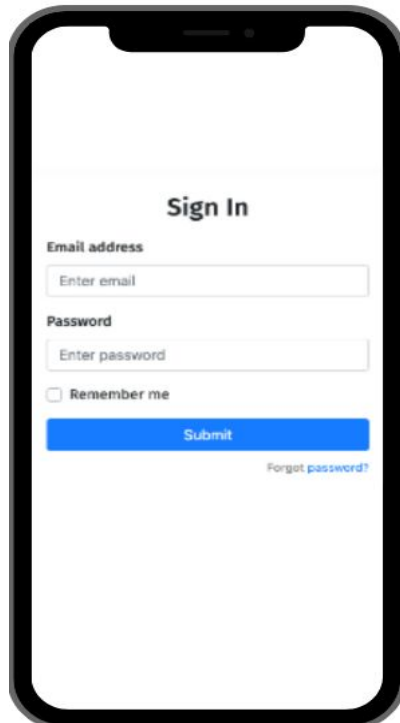 Sign In
Email address
Enter email
Password
Enter password
Remember me
Submit
Forgot password?